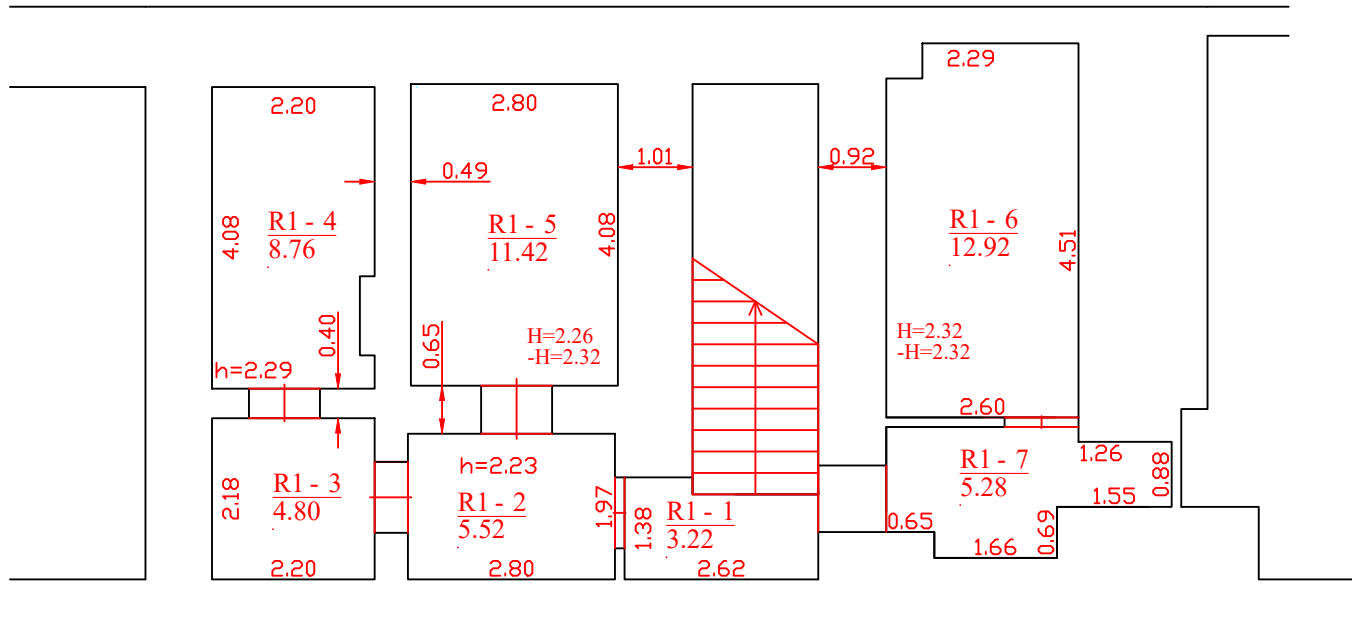 2.29
2.20
2.80
1.01
0.92
0.49
R1 - 4
8.76
4.08
R1 - 5
11.42
4.08
R1 - 6
12.92
4.51
0.40
0.65
H=2.26
-H=2.32
H=2.32
-H=2.32
h=2.29
2.60
h=2.23
1.26
R1 - 7
5.28
0.88
2.18
R1 - 3
4.80
R1 - 2
5.52
1.97
1.38
R1 - 1
3.22
0.65
1.55
0.69
1.66
2.20
2.80
2.62